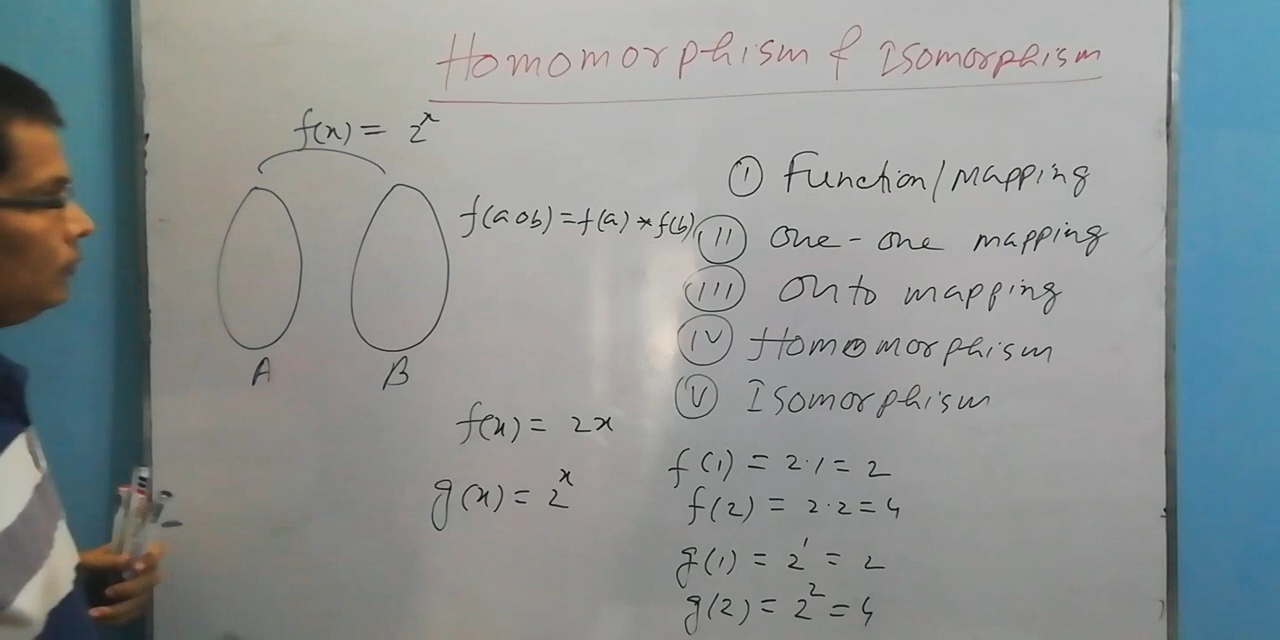 Homomorphism & Isomorphism
f(x) = 2^x
A
B
f(a o b) = f(a) * f(b)
(I) Function/Mapping
(II) one-one mapping
(III) onto mapping
(IV) Homomorphism
(V) Isomorphism
f(x) = 2x
g(x) = 2^x
f(1) = 2·1 = 2
f(2) = 2·2 = 4
g(1) = 2^1 = 2
g(2) = 2^2 = 4